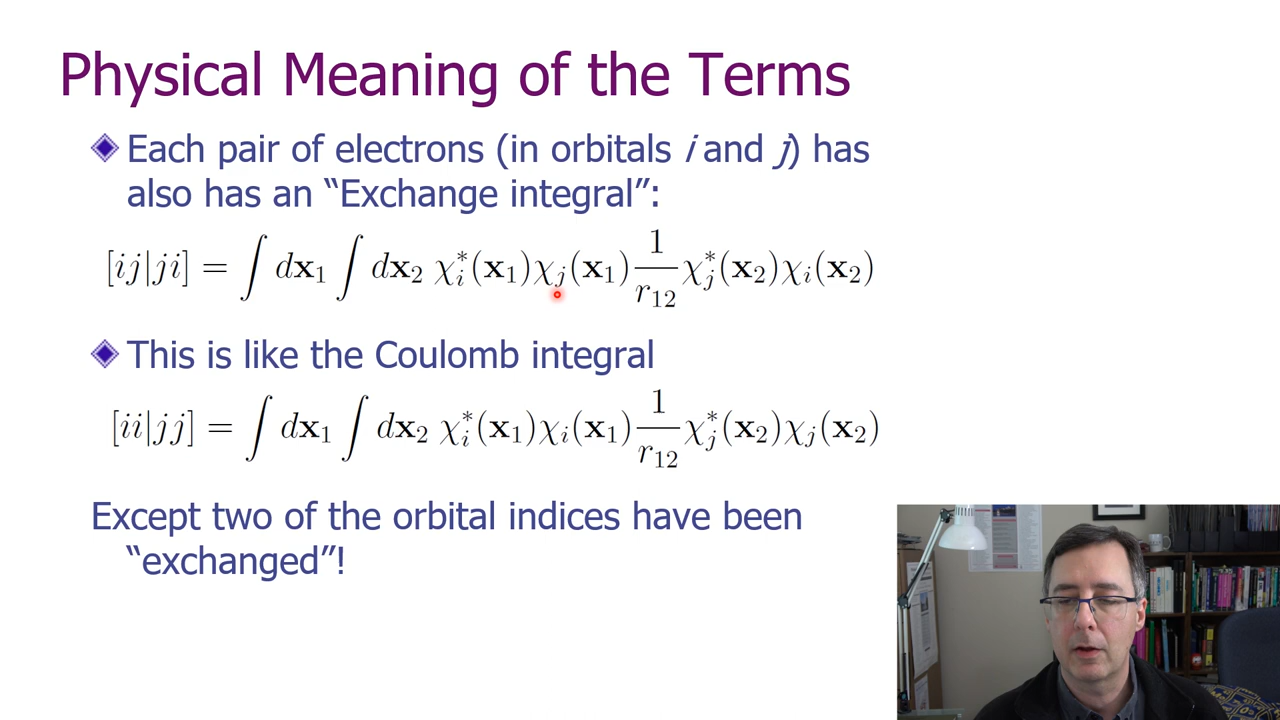 Physical Meaning of the Terms
Each pair of electrons (in orbitals i and j) has
also has an “Exchange integral”:
[ij|ji] = ∫ dx₁ ∫ dx₂ χᵢ*(x₁)χⱼ(x₁) 1/r₁₂ χⱼ*(x₂)χᵢ(x₂)
This is like the Coulomb integral
[ii|jj] = ∫ dx₁ ∫ dx₂ χᵢ*(x₁)χᵢ(x₁) 1/r₁₂ χⱼ*(x₂)χⱼ(x₂)
Except two of the orbital indices have been
“exchanged”!